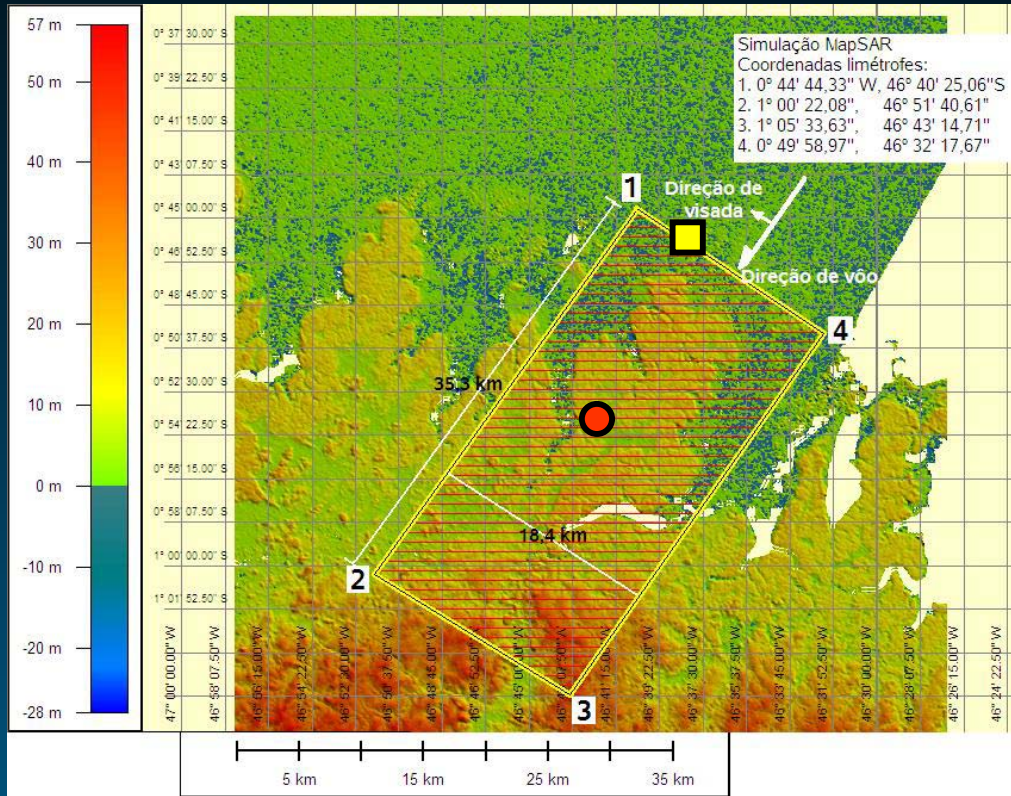 57 m
50 m
40 m
30 m
20 m
10 m
0 m
-10 m
-20 m
-28 m
0° 37' 30.00" S
0° 39' 22.50" S
0° 41' 15.00" S
0° 43' 07.50" S
0° 45' 00.00" S
0° 46' 52.50" S
0° 48' 45.00" S
0° 50' 37.50" S
0° 52' 30.00" S
0° 54' 22.50" S
0° 56' 15.00" S
0° 58' 07.50" S
1° 00' 00.00" S
1° 01' 52.50" S
Simulação MapSAR
Coordenadas limétrofes:
1. 0° 44' 44,33" W, 46° 40' 25,06"S
2. 1° 00' 22,08", 46° 51' 40,61"
3. 1° 05' 33,63", 46° 43' 14,71"
4. 0° 49' 58,97", 46° 32' 17,67"
1
Direção de
visada
Direção de vôo
4
35,3 km
18,4 km
2
3
47° 00' 00.00" W
46° 58' 07.50" W
46° 56' 15.00" W
46° 54' 22.50" W
46° 52' 30.00" W
46° 50' 37.50" W
46° 48' 45.00" W
46° 46' 52.50" W
46° 45' 00.00" W
46° 43' 07.50" W
46° 41' 15.00" W
46° 39' 22.50" W
46° 37' 30.00" W
46° 35' 37.50" W
46° 33' 45.00" W
46° 31' 52.50" W
46° 30' 00.00" W
46° 28' 07.50" W
46° 26' 15.00" W
46° 24' 22.50" W
5 km
15 km
25 km
35 km